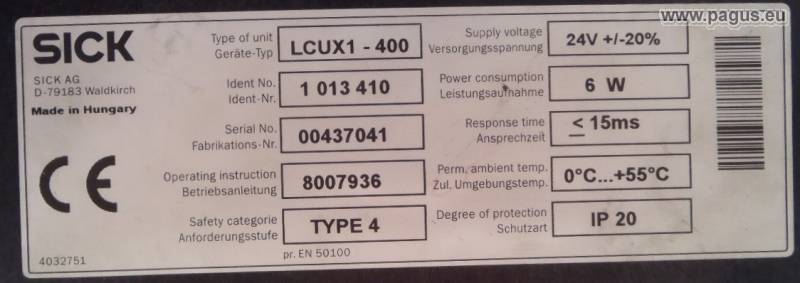 www.pagus.eu
SICK
SICK AG
D-79183 Waldkirch
Made in Hungary
CE
4032751
Type of unit
Geräte-Typ
LCUX1 - 400
Ident No.
Ident-Nr.
1 013 410
Serial No.
Fabrikations-Nr.
00437041
Operating instruction
Betriebsanleitung
8007936
Safety categorie
Anforderungsstufe
TYPE 4
pr. EN 50100
Supply voltage
Versorgungsspannung
24V +/-20%
Power consumption
Leistungsaufnahme
6 W
Response time
Ansprechzeit
≤ 15ms
Perm. ambient temp.
Zul. Umgebungstemp.
0°C...+55°C
Degree of protection
Schutzart
IP 20